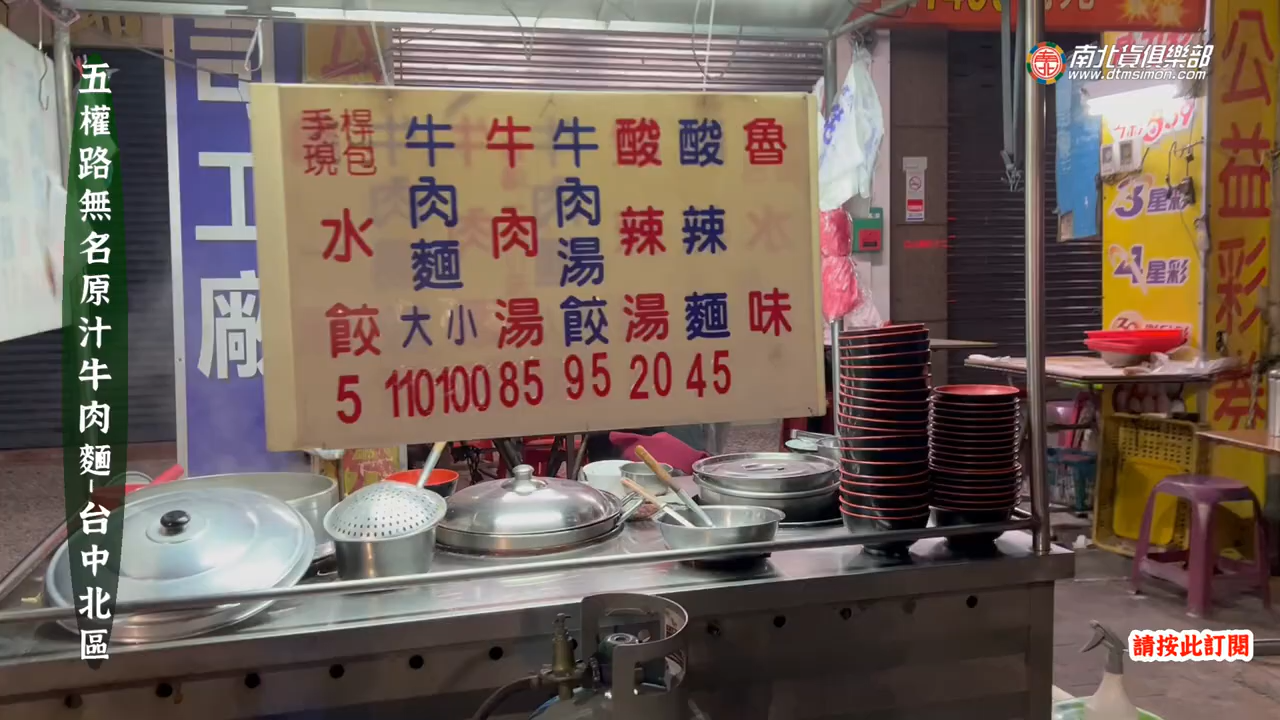 五權路無名原汁牛肉麵-台中北區
手桿現包水餃 5
牛肉麵 大小 110 100
牛肉湯 85
牛肉湯餃 95
酸辣湯 20
酸辣麵 45
魯味
南北貨俱樂部
www.dtmsimon.com
工廠
3星彩
4星彩
公益彩券
請按此訂閱